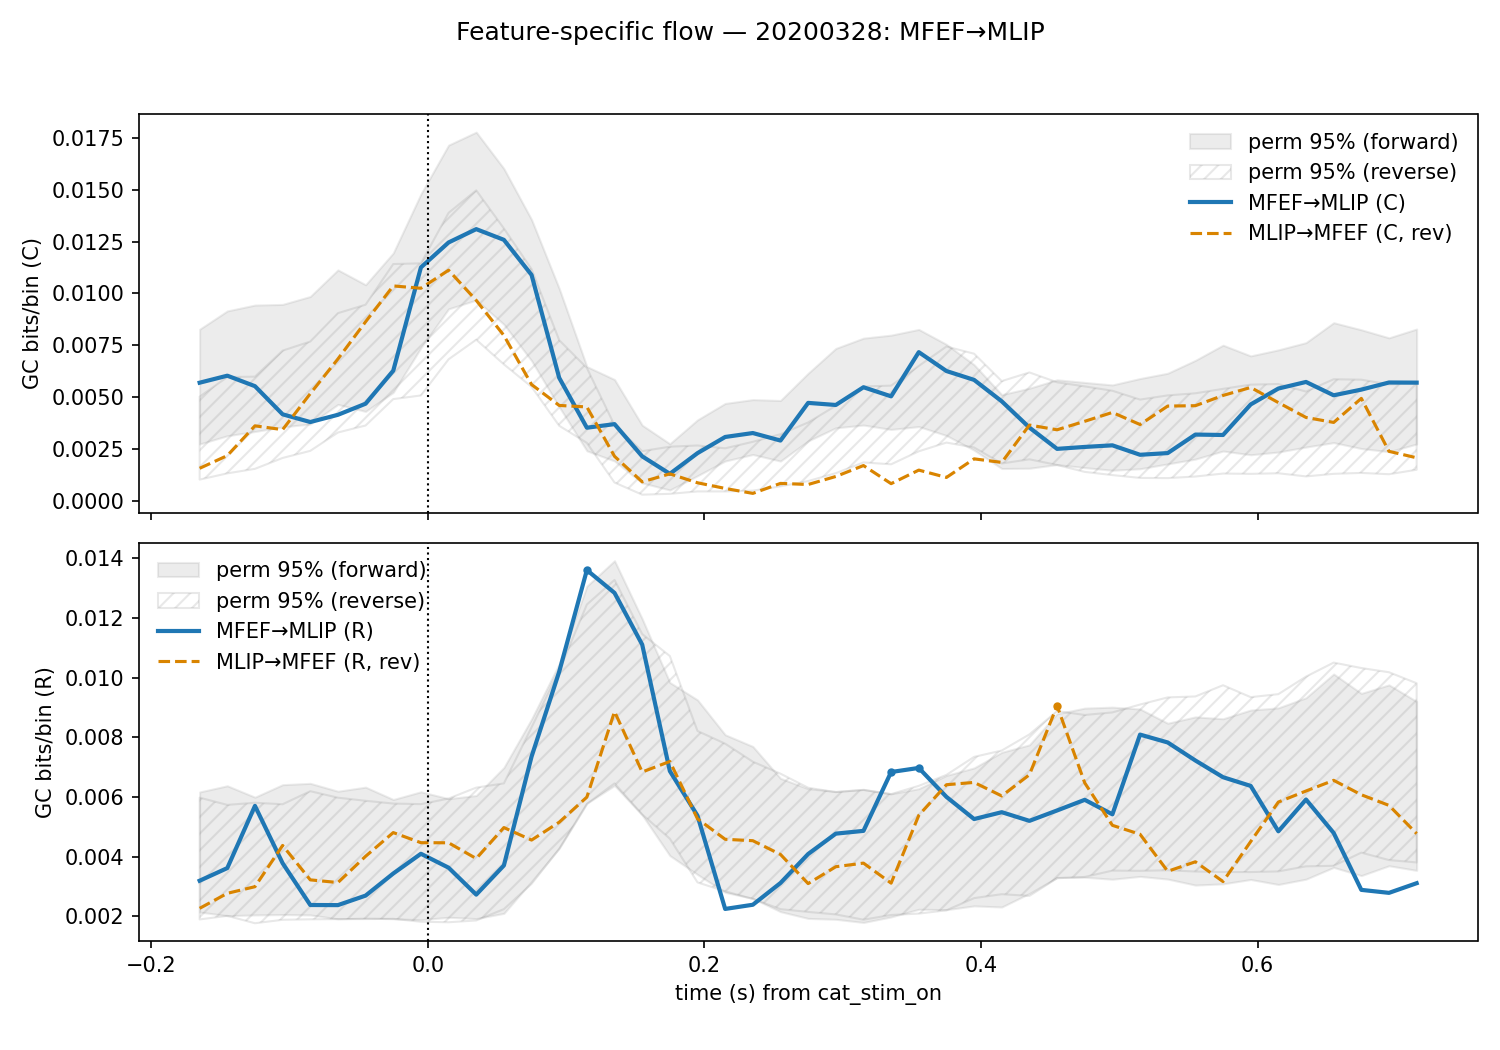 Feature-specific flow — 20200328: MFEF→MLIP
GC bits/bin (C)
0.0175
0.0150
0.0125
0.0100
0.0075
0.0050
0.0025
0.0000
perm 95% (forward)
perm 95% (reverse)
MFEF→MLIP (C)
MLIP→MFEF (C, rev)
GC bits/bin (R)
0.014
0.012
0.010
0.008
0.006
0.004
0.002
perm 95% (forward)
perm 95% (reverse)
MFEF→MLIP (R)
MLIP→MFEF (R, rev)
−0.2 0.0 0.2 0.4 0.6
time (s) from cat_stim_on